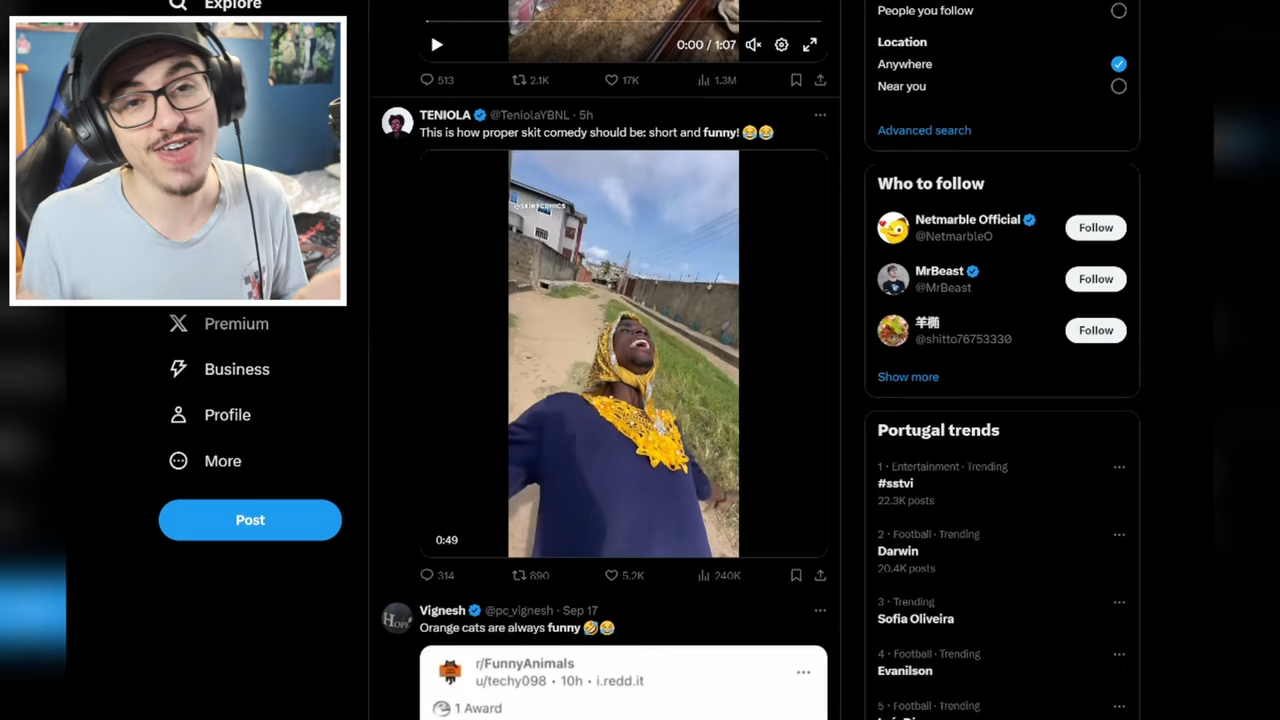 Explore
Premium
Business
Profile
More
Post
0:00 / 1:07
513
2.1K
17K
1.3M
TENIOLA @TeniolaYBNL · 5h
This is how proper skit comedy should be: short and funny! 😂😂
@SKINYCOMICS
0:49
314
890
5.2K
240K
Vignesh @pc_vignesh · Sep 17
HOPE
Orange cats are always funny 🤣😂
r/FunnyAnimals
u/techy098 • 10h • i.redd.it
1 Award
People you follow
Location
Anywhere
Near you
Advanced search
Who to follow
Netmarble Official
@NetmarbleO
Follow
MrBeast
@MrBeast
Follow
羊橢
@shitto76753330
Follow
Show more
Portugal trends
1 · Entertainment · Trending
#sstvi
22.3K posts
2 · Football · Trending
Darwin
20.4K posts
3 · Trending
Sofia Oliveira
4 · Football · Trending
Evanilson
5 · Football · Trending